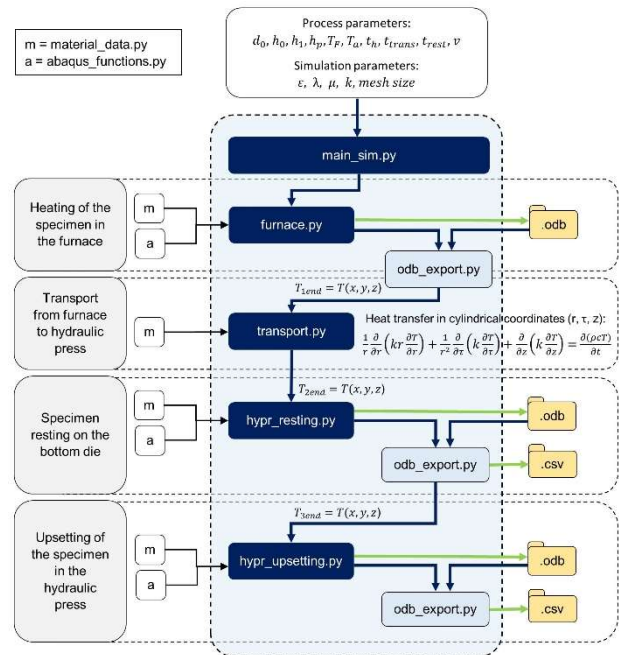 Process parameters:
d₀, h₀, h₁, hₚ, T_F, Tₐ, tₕ, t_trans, t_rest, v
Simulation parameters:
ε, λ, μ, k, mesh size
m = material_data.py
a = abaqus_functions.py
main_sim.py
Heating of the
specimen in
the furnace
m
a
furnace.py
.odb
odb_export.py
T_1end = T(x, y, z)
Transport
from furnace
to hydraulic
press
m
transport.py
Heat transfer in cylindrical coordinates (r, τ, z):
1/r ∂/∂r (kr ∂T/∂r) + 1/r² ∂/∂τ (k ∂T/∂τ) + ∂/∂z (k ∂T/∂z) = ∂(ρcT)/∂t
T_2end = T(x, y, z)
Specimen
resting on the
bottom die
m
a
hypr_resting.py
.odb
odb_export.py
.csv
T_3end = T(x, y, z)
Upsetting of
the specimen
in the
hydraulic
press
m
a
hypr_upsetting.py
.odb
odb_export.py
.csv